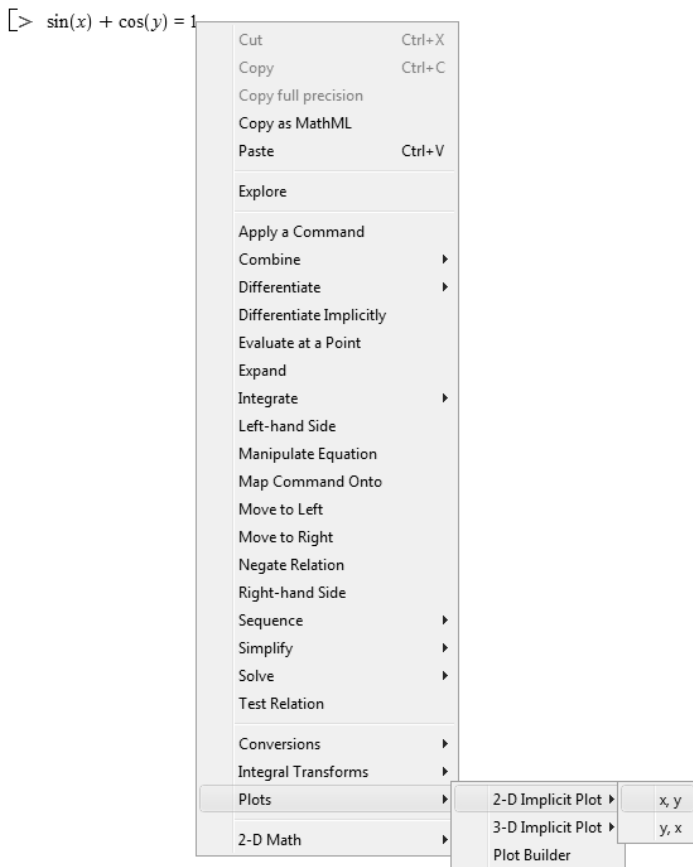 [> sin(x) + cos(y) = 1
Cut Ctrl+X
Copy Ctrl+C
Copy full precision
Copy as MathML
Paste Ctrl+V
Explore
Apply a Command
Combine
Differentiate
Differentiate Implicitly
Evaluate at a Point
Expand
Integrate
Left-hand Side
Manipulate Equation
Map Command Onto
Move to Left
Move to Right
Negate Relation
Right-hand Side
Sequence
Simplify
Solve
Test Relation
Conversions
Integral Transforms
Plots 2-D Implicit Plot x, y
3-D Implicit Plot y, x
2-D Math
Plot Builder